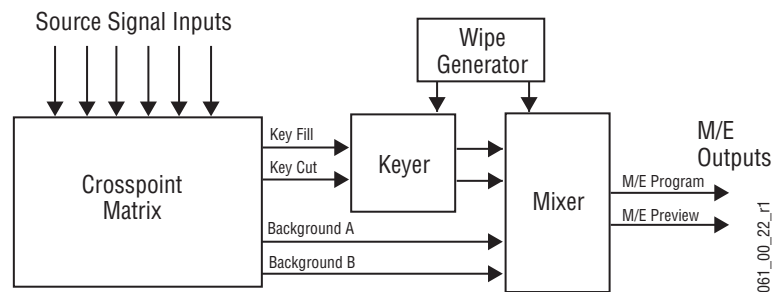 Source Signal Inputs
Wipe
Generator
Key Fill
Key Cut
Keyer
Crosspoint
Matrix
Background A
Background B
Mixer
M/E
Outputs
M/E Program
M/E Preview
061_00_22_r1